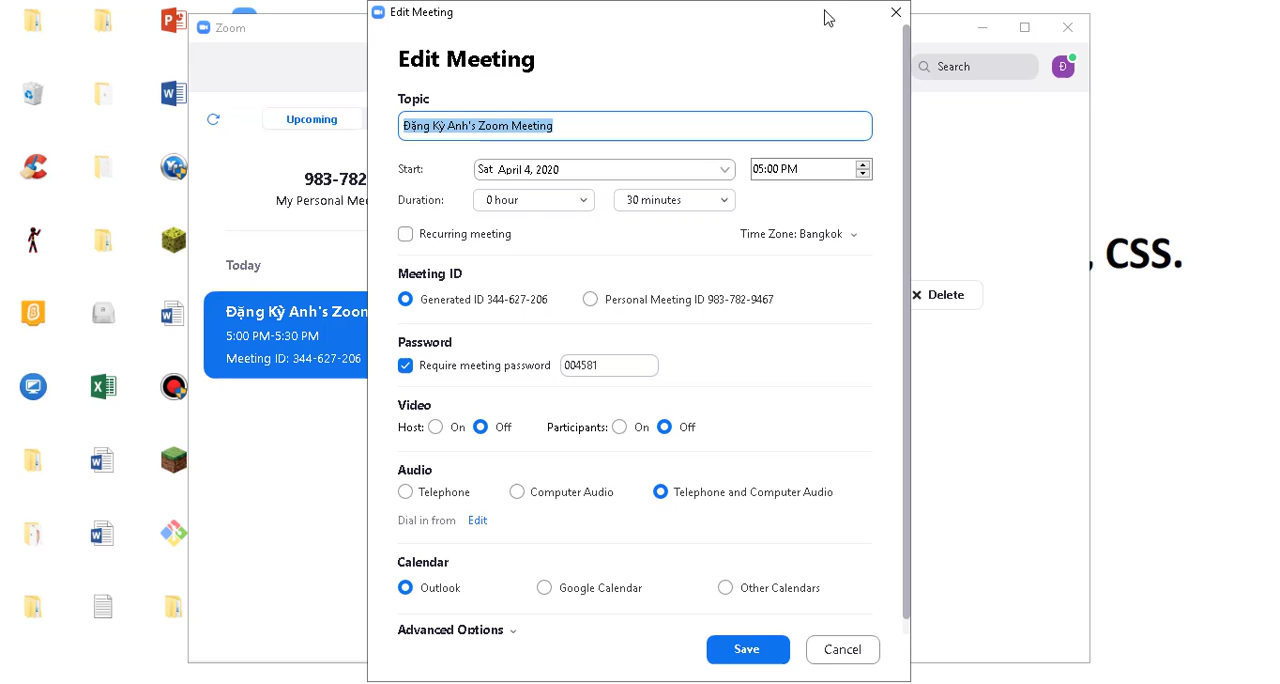 Zoom
Search
Đ
Upcoming
983-782
My Personal Mee
Today
Đặng Kỳ Anh's Zoom
5:00 PM-5:30 PM
Meeting ID: 344-627-206
Edit Meeting
Edit Meeting
Topic
Đặng Kỳ Anh's Zoom Meeting
Start: Sat April 4, 2020 05:00 PM
Duration: 0 hour 30 minutes
Recurring meeting Time Zone: Bangkok
Meeting ID
Generated ID 344-627-206 Personal Meeting ID 983-782-9467
Password
Require meeting password 004581
Video
Host: On Off Participants: On Off
Audio
Telephone Computer Audio Telephone and Computer Audio
Dial in from Edit
Calendar
Outlook Google Calendar Other Calendars
Advanced Options
Save Cancel
Delete
, CSS.